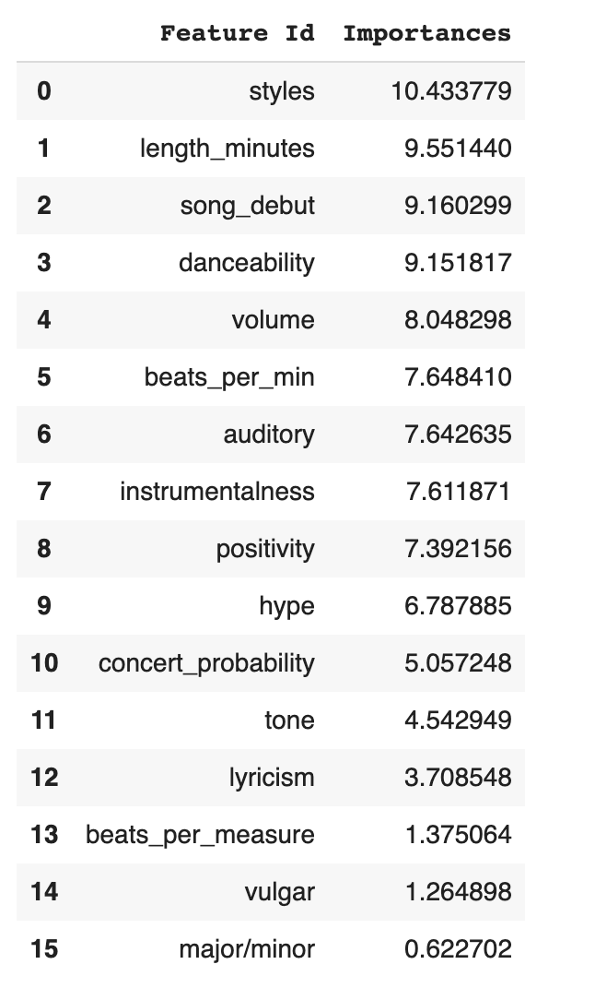 Feature Id Importances
0 styles 10.433779
1 length_minutes 9.551440
2 song_debut 9.160299
3 danceability 9.151817
4 volume 8.048298
5 beats_per_min 7.648410
6 auditory 7.642635
7 instrumentalness 7.611871
8 positivity 7.392156
9 hype 6.787885
10 concert_probability 5.057248
11 tone 4.542949
12 lyricism 3.708548
13 beats_per_measure 1.375064
14 vulgar 1.264898
15 major/minor 0.622702